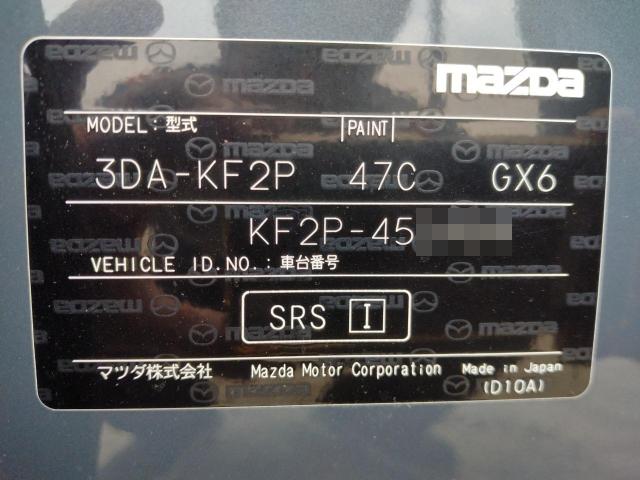 mazda
MODEL: 型式 PAINT
3DA-KF2P 47C GX6
KF2P-45
VEHICLE ID.NO.: 車台番号
SRS I
マツダ株式会社 Mazda Motor Corporation Made in Japan
(D10A)